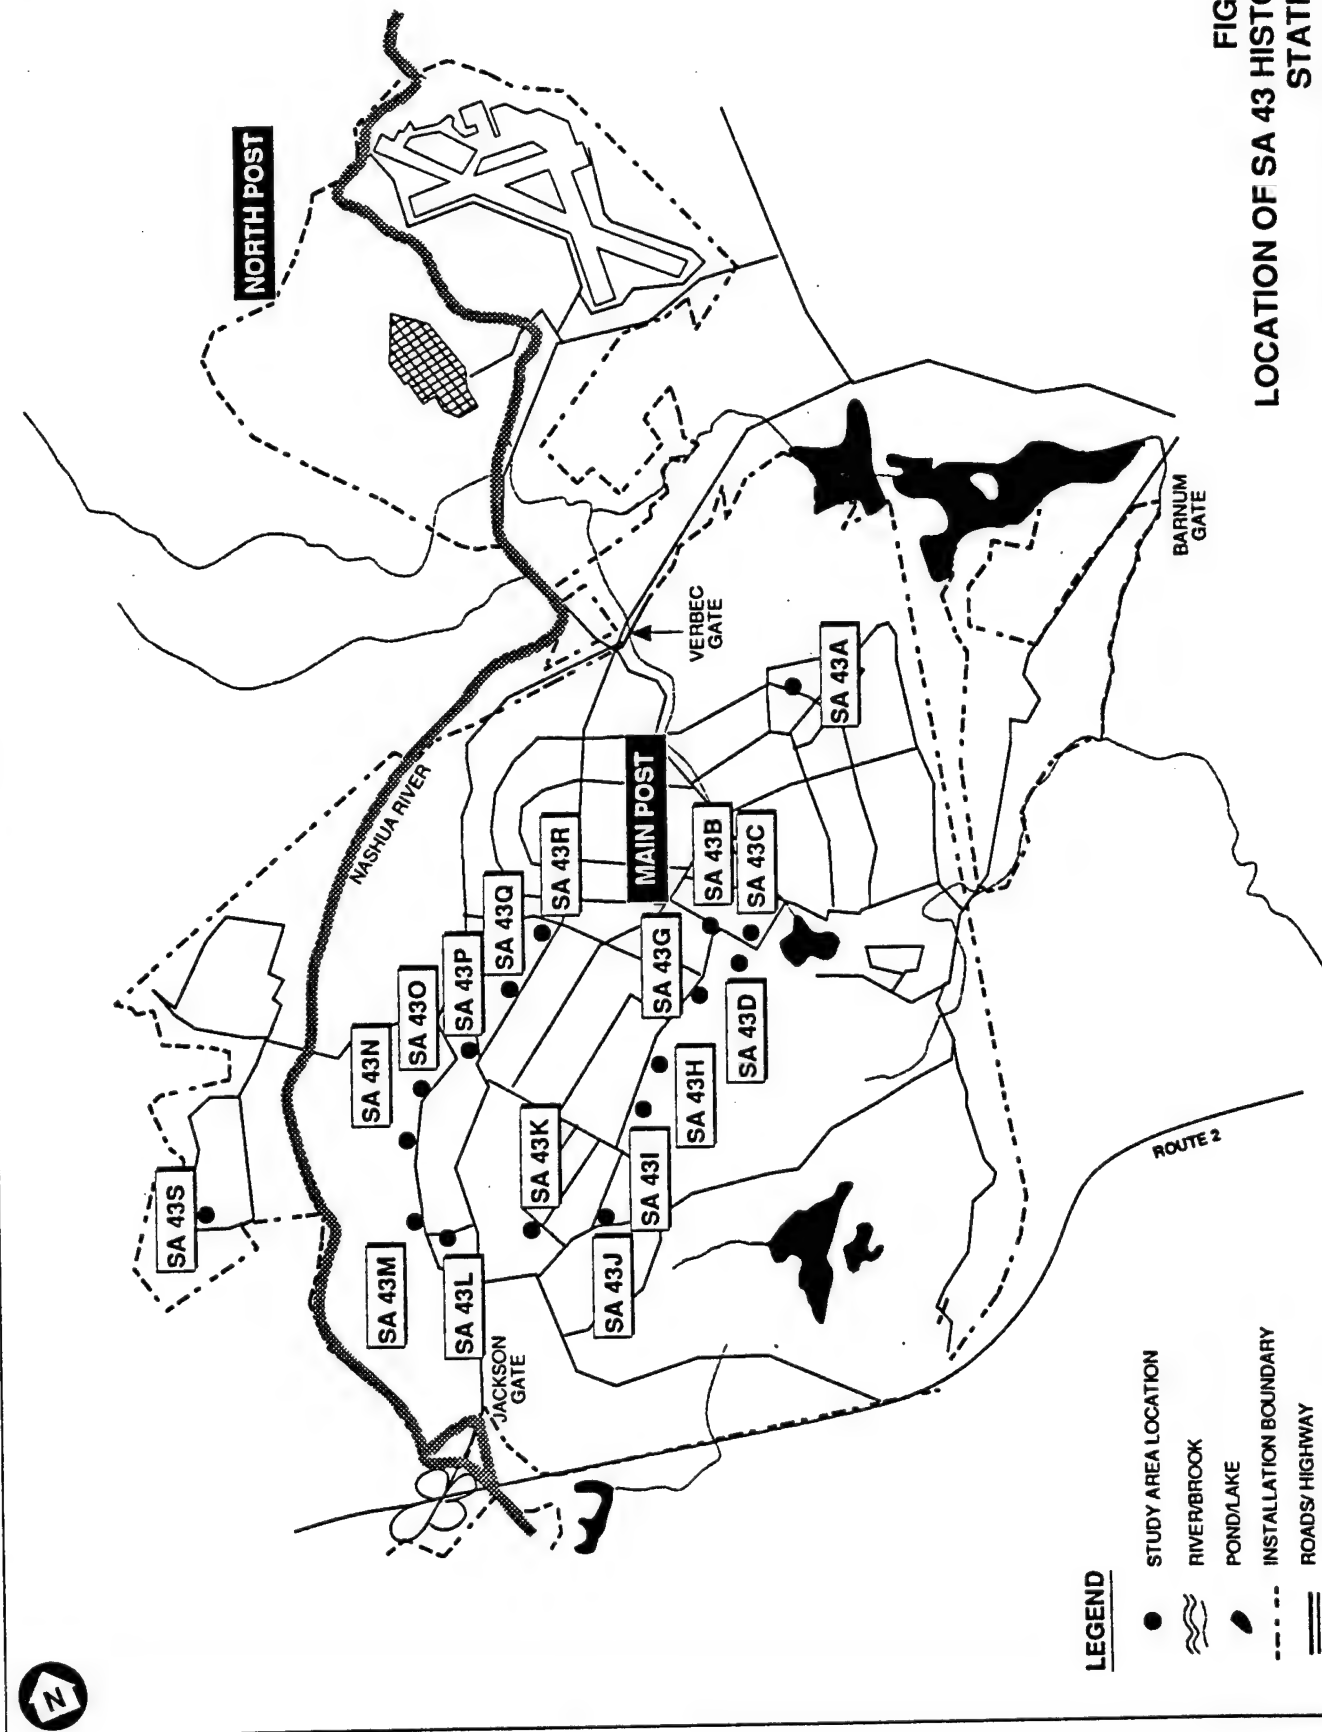 N
NORTH POST
NASHUA RIVER
VERBEC
GATE
BARNUM
GATE
MAIN POST
SA 43A
SA 43B
SA 43C
SA 43D
SA 43G
SA 43H
SA 43I
SA 43J
SA 43K
SA 43L
SA 43M
SA 43N
SA 43O
SA 43P
SA 43Q
SA 43R
SA 43S
JACKSON
GATE
ROUTE 2
LEGEND
STUDY AREA LOCATION
RIVER/BROOK
POND/LAKE
INSTALLATION BOUNDARY
ROADS/ HIGHWAY
FIG
LOCATION OF SA 43 HISTO
STATI